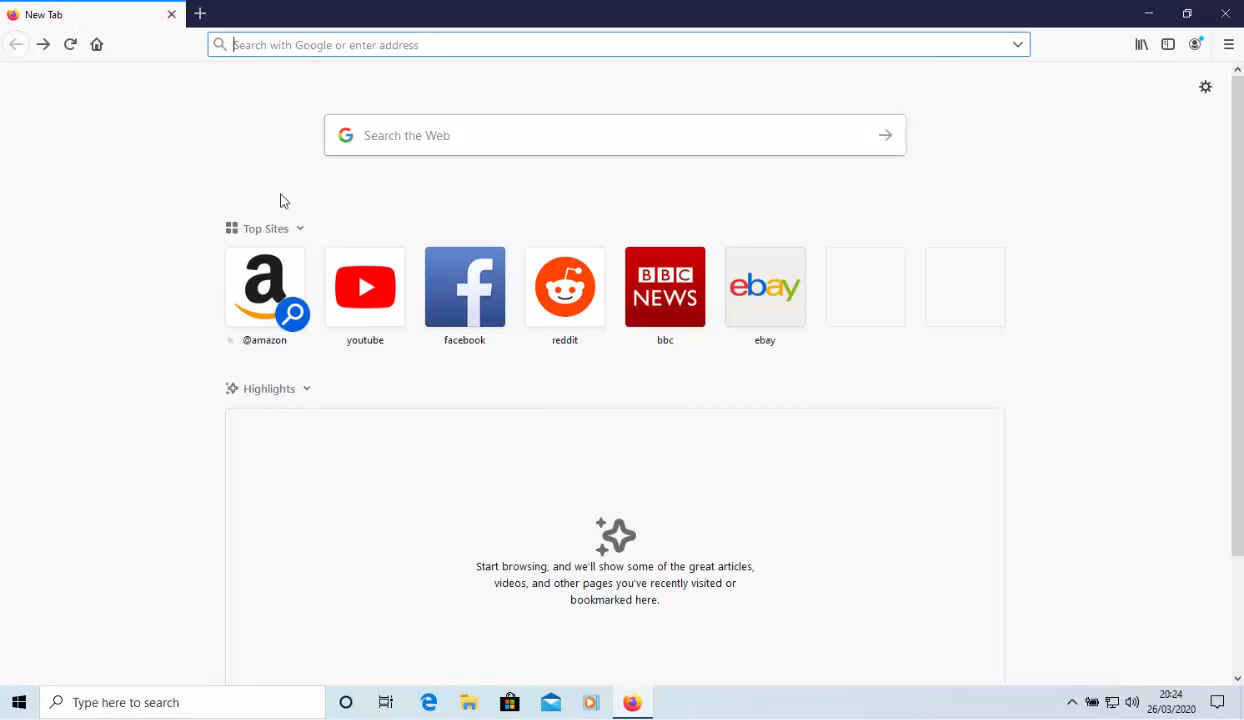 New Tab
Search with Google or enter address
Search the Web
Top Sites
a
f
BBC
NEWS
ebay
@amazon
youtube
facebook
reddit
bbc
ebay
Highlights
Start browsing, and we'll show some of the great articles,
videos, and other pages you've recently visited or
bookmarked here.
Type here to search
20:24
26/03/2020